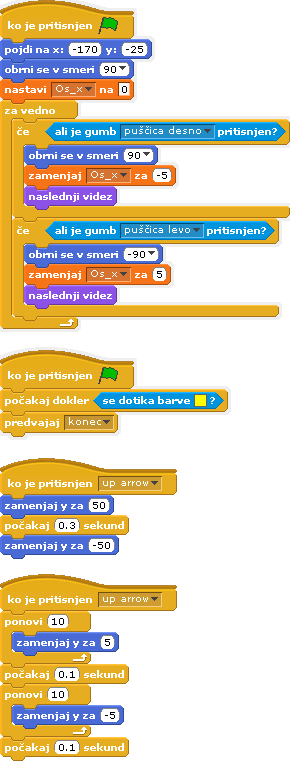 ko je pritisnjen
pojdi na x: -170 y: -25
obrni se v smeri 90
nastavi Os_x na 0
za vedno
če ali je gumb puščica desno pritisnjen?
obrni se v smeri 90
zamenjaj Os_x za -5
naslednji videz
če ali je gumb puščica levo pritisnjen?
obrni se v smeri -90
zamenjaj Os_x za 5
naslednji videz
ko je pritisnjen
počakaj dokler se dotika barve ?
predvajaj konec
ko je pritisnjen up arrow
zamenjaj y za 50
počakaj 0.3 sekund
zamenjaj y za -50
ko je pritisnjen up arrow
ponovi 10
zamenjaj y za 5
počakaj 0.1 sekund
ponovi 10
zamenjaj y za -5
počakaj 0.1 sekund